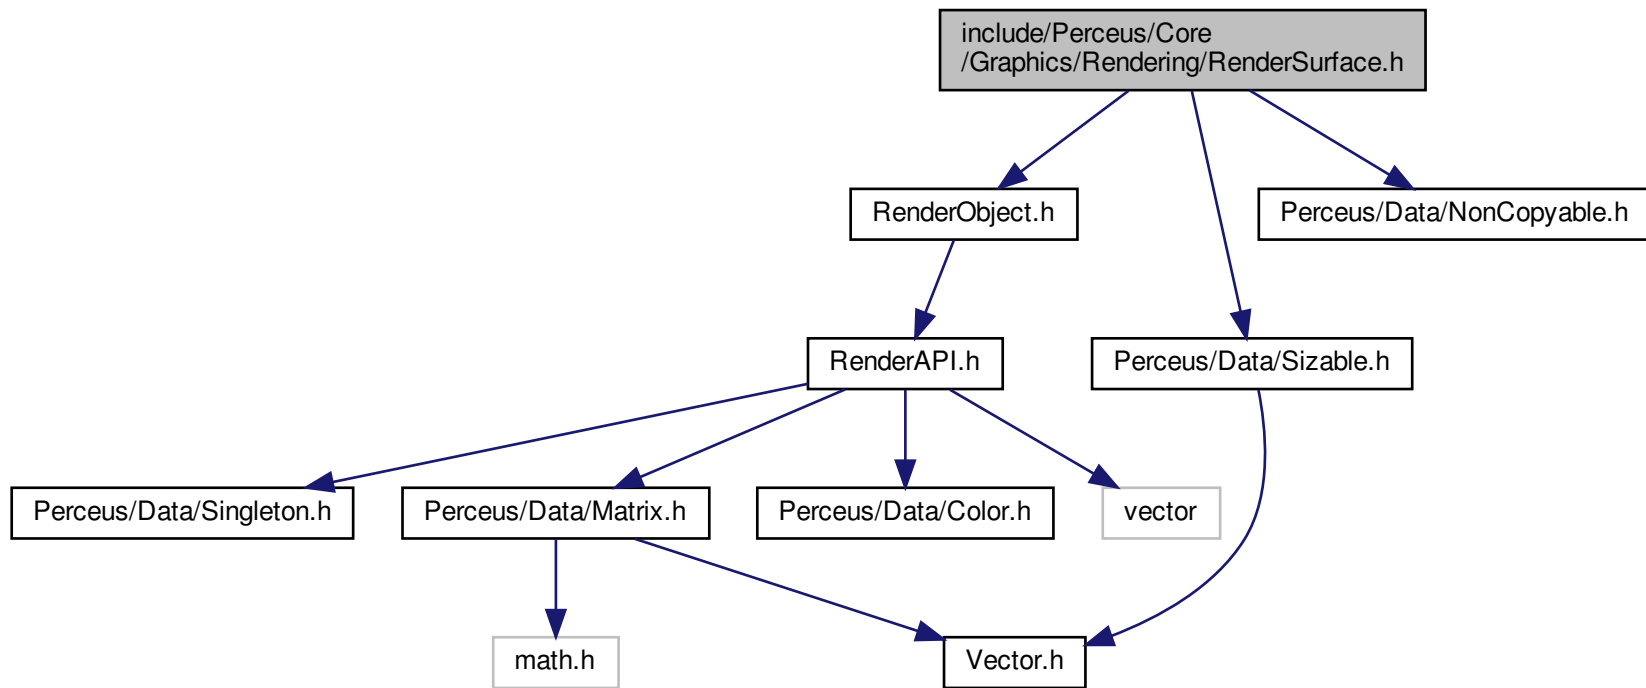 include/Perceus/Core
/Graphics/Rendering/RenderSurface.h
RenderObject.h
Perceus/Data/NonCopyable.h
RenderAPI.h
Perceus/Data/Sizable.h
Perceus/Data/Singleton.h
Perceus/Data/Matrix.h
Perceus/Data/Color.h
vector
math.h
Vector.h